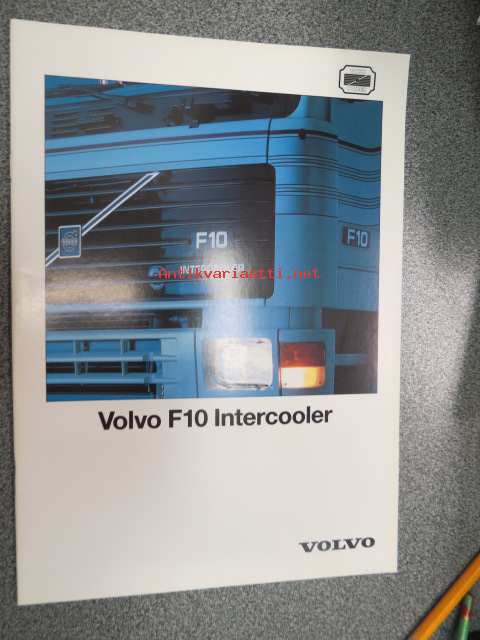 F10
F10
Antikvariaatti.net
Volvo F10 Intercooler
VOLVO